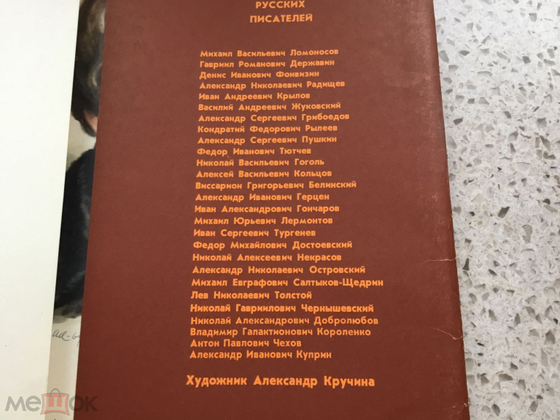 РУССКИХ
ПИСАТЕЛЕЙ
Михаил Васильевич Ломоносов
Гавриил Романович Державин
Денис Иванович Фонвизин
Александр Николаевич Радищев
Иван Андреевич Крылов
Василий Андреевич Жуковский
Александр Сергеевич Грибоедов
Кондратий Федорович Рылеев
Александр Сергеевич Пушкин
Федор Иванович Тютчев
Николай Васильевич Гоголь
Алексей Васильевич Кольцов
Виссарион Григорьевич Белинский
Александр Иванович Герцен
Иван Александрович Гончаров
Михаил Юрьевич Лермонтов
Иван Сергеевич Тургенев
Федор Михайлович Достоевский
Николай Алексеевич Некрасов
Александр Николаевич Островский
Михаил Евграфович Салтыков-Щедрин
Лев Николаевич Толстой
Николай Гаврилович Чернышевский
Николай Александрович Добролюбов
Владимир Галактионович Короленко
Антон Павлович Чехов
Александр Иванович Куприн
Художник Александр Кручина
МЕШОК